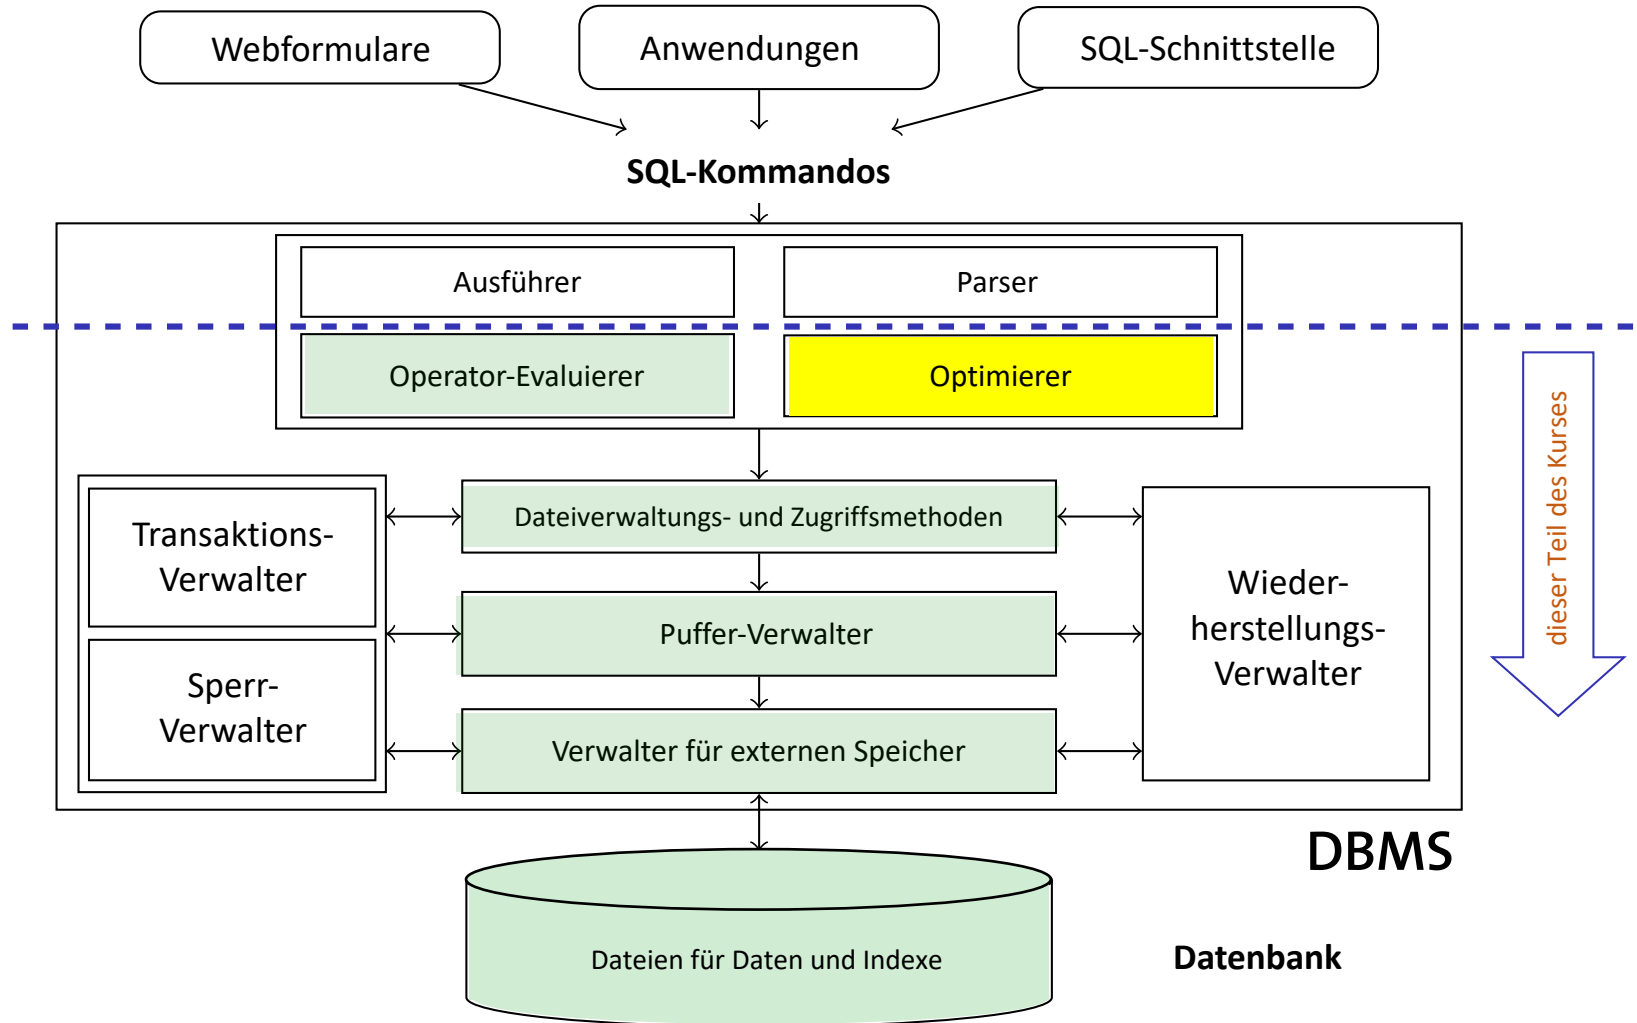 Webformulare
Anwendungen
SQL-Schnittstelle
SQL-Kommandos
Ausführer
Parser
Operator-Evaluierer
Optimierer
dieser Teil des Kurses
Transaktions-
Verwalter
Sperr-
Verwalter
Dateiverwaltungs- und Zugriffsmethoden
Puffer-Verwalter
Verwalter für externen Speicher
Wieder-
herstellungs-
Verwalter
DBMS
Dateien für Daten und Indexe
Datenbank